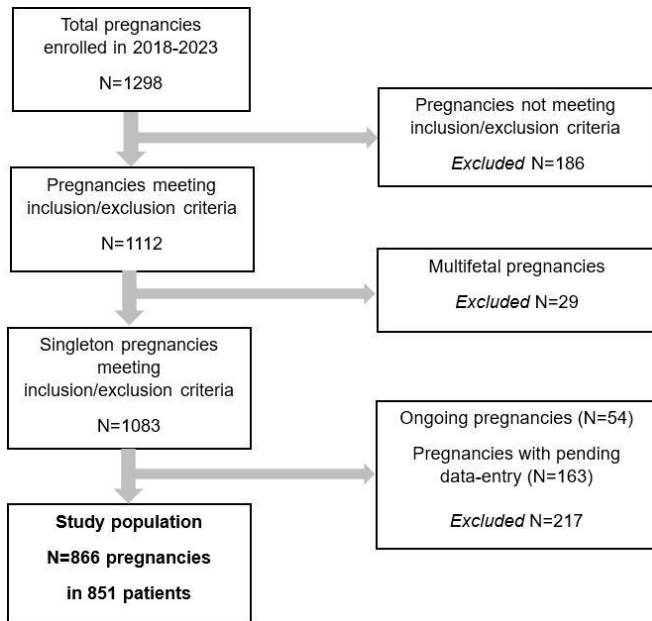 Total pregnancies
enrolled in 2018-2023
N=1298
Pregnancies not meeting
inclusion/exclusion criteria
Excluded N=186
Pregnancies meeting
inclusion/exclusion criteria
N=1112
Multifetal pregnancies
Excluded N=29
Singleton pregnancies
meeting
inclusion/exclusion criteria
N=1083
Ongoing pregnancies (N=54)
Pregnancies with pending
data-entry (N=163)
Excluded N=217
Study population
N=866 pregnancies
in 851 patients